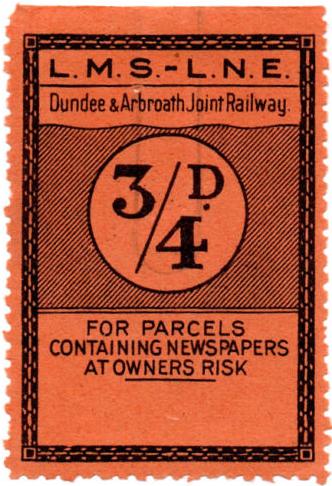 L.M.S.-L.N.E.
Dundee & Arbroath Joint Railway.
3/4 D.
FOR PARCELS
CONTAINING NEWSPAPERS
AT OWNERS RISK